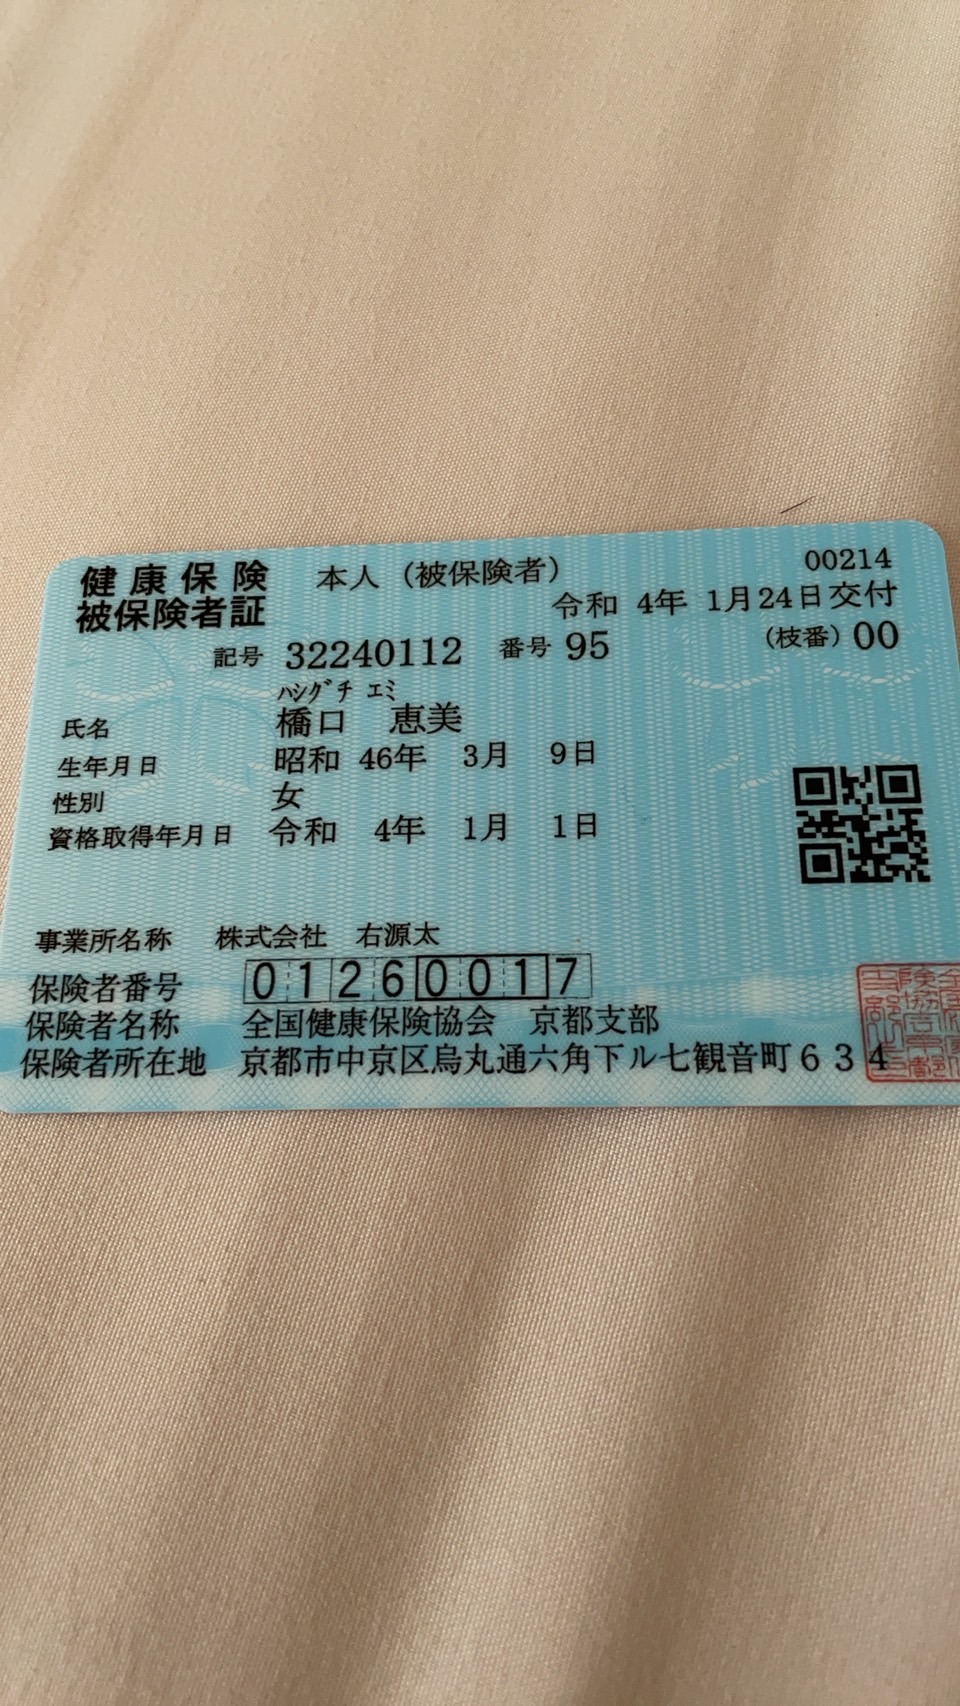 健康保険 本人（被保険者） 00214
被保険者証 令和 4年 1月24日交付
記号 32240112 番号 95 （枝番）00
ﾊｼｸﾞﾁ ｴﾐ
氏名 橋口 恵美
生年月日 昭和 46年 3月 9日
性別 女
資格取得年月日 令和 4年 1月 1日
事業所名称 株式会社 右源太
保険者番号 01260017
保険者名称 全国健康保険協会 京都支部
保険者所在地 京都市中京区烏丸通六角下ル七観音町634